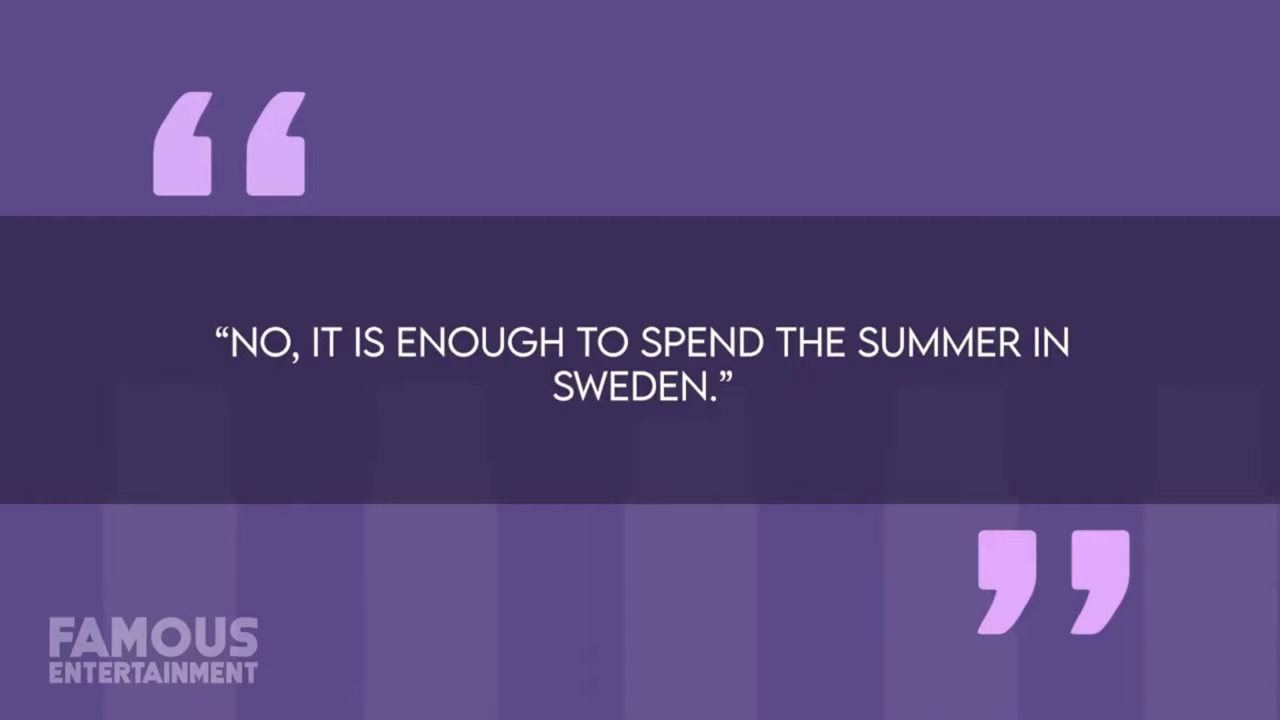 “NO, IT IS ENOUGH TO SPEND THE SUMMER IN
SWEDEN.”
FAMOUS
ENTERTAINMENT